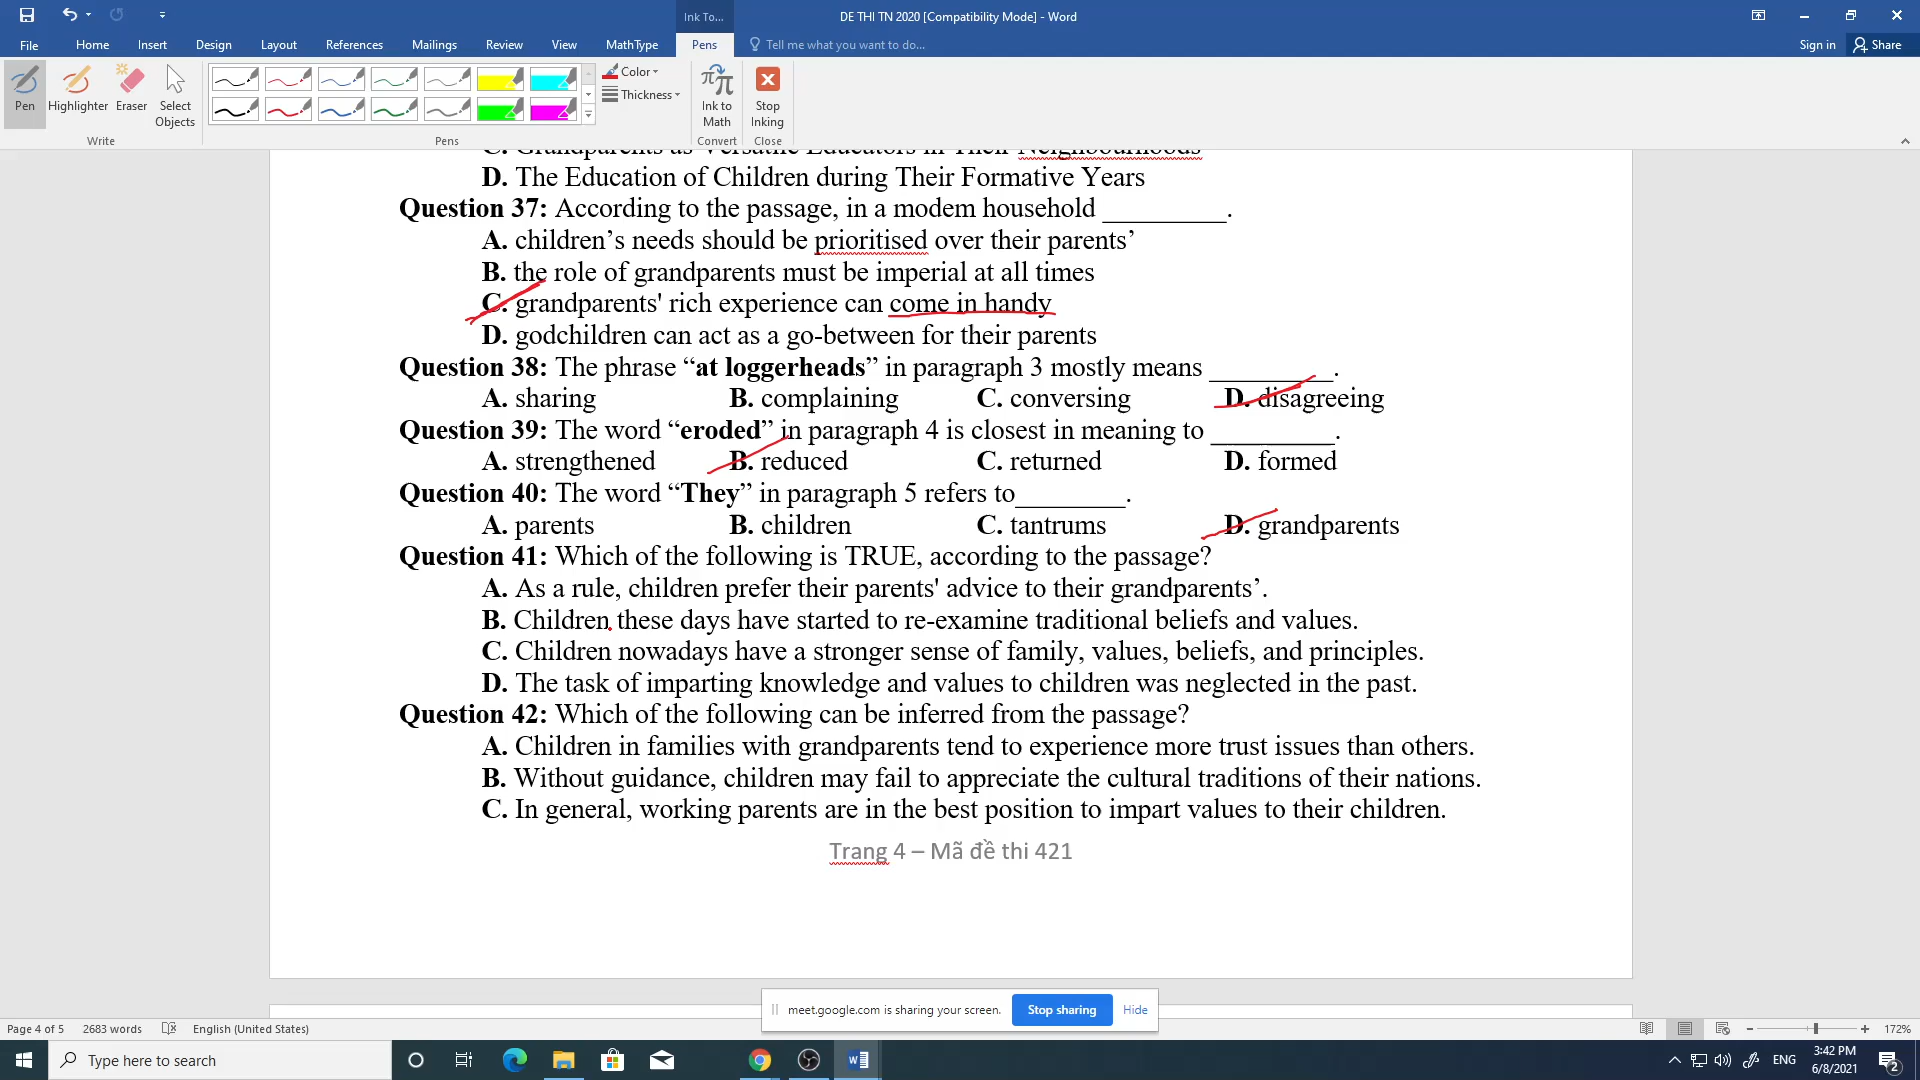 DE THI TN 2020 [Compatibility Mode] - Word
Ink To...
File Home Insert Design Layout References Mailings Review View MathType Pens Tell me what you want to do... Sign in Share
Pen Highlighter Eraser Select Objects
Color
Thickness
Ink to Math
Stop Inking
Write Pens Convert Close
C. Grandparents as Versatile Educators in Their Neighbourhoods
D. The Education of Children during Their Formative Years
Question 37: According to the passage, in a modem household _________.
A. children’s needs should be prioritised over their parents’
B. the role of grandparents must be imperial at all times
C. grandparents' rich experience can come in handy
D. godchildren can act as a go-between for their parents
Question 38: The phrase “at loggerheads” in paragraph 3 mostly means _________.
A. sharing B. complaining C. conversing D. disagreeing
Question 39: The word “eroded” in paragraph 4 is closest in meaning to _________.
A. strengthened B. reduced C. returned D. formed
Question 40: The word “They” in paragraph 5 refers to________.
A. parents B. children C. tantrums D. grandparents
Question 41: Which of the following is TRUE, according to the passage?
A. As a rule, children prefer their parents' advice to their grandparents’.
B. Children these days have started to re-examine traditional beliefs and values.
C. Children nowadays have a stronger sense of family, values, beliefs, and principles.
D. The task of imparting knowledge and values to children was neglected in the past.
Question 42: Which of the following can be inferred from the passage?
A. Children in families with grandparents tend to experience more trust issues than others.
B. Without guidance, children may fail to appreciate the cultural traditions of their nations.
C. In general, working parents are in the best position to impart values to their children.
Trang 4 – Mã đề thi 421
meet.google.com is sharing your screen. Stop sharing Hide
Page 4 of 5 2683 words English (United States) 172%
Type here to search
ENG
3:42 PM
6/8/2021
2